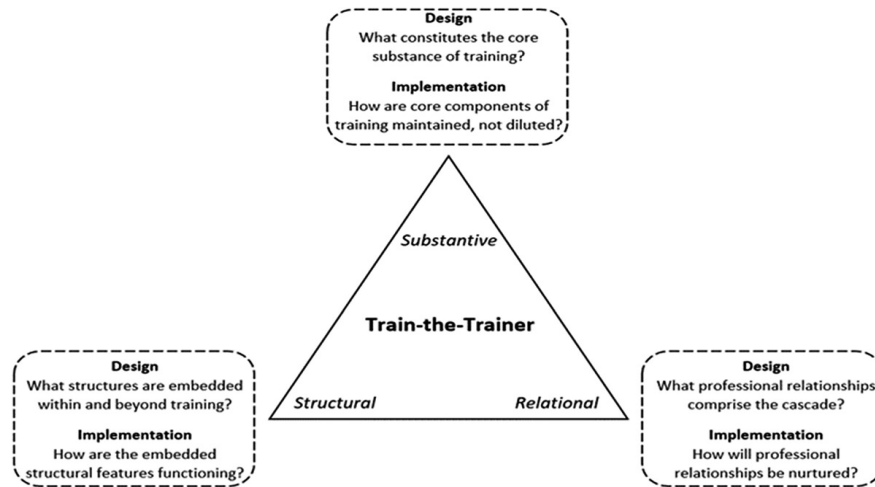 Design
What constitutes the core
substance of training?
Implementation
How are core components of
training maintained, not diluted?
Substantive
Train-the-Trainer
Structural
Relational
Design
What structures are embedded
within and beyond training?
Implementation
How are the embedded
structural features functioning?
Design
What professional relationships
comprise the cascade?
Implementation
How will professional
relationships be nurtured?